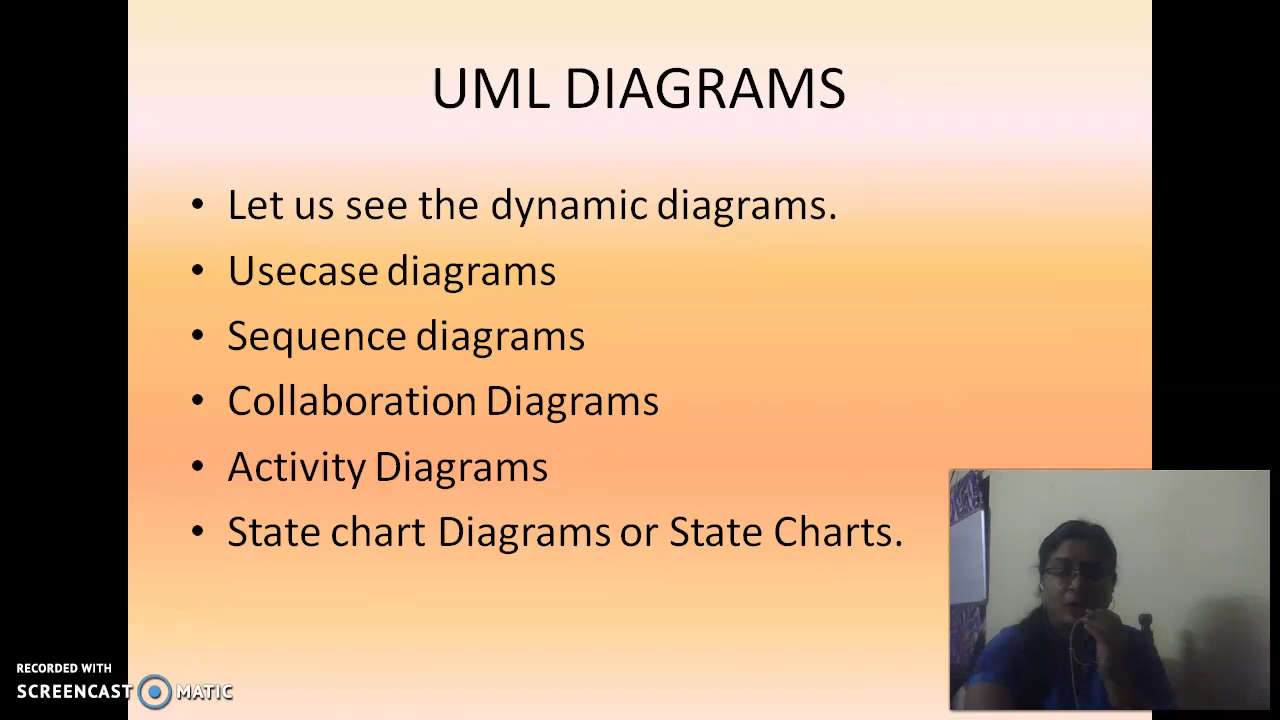 UML DIAGRAMS
• Let us see the dynamic diagrams.
• Usecase diagrams
• Sequence diagrams
• Collaboration Diagrams
• Activity Diagrams
• State chart Diagrams or State Charts.
RECORDED WITH
SCREENCAST MATIC